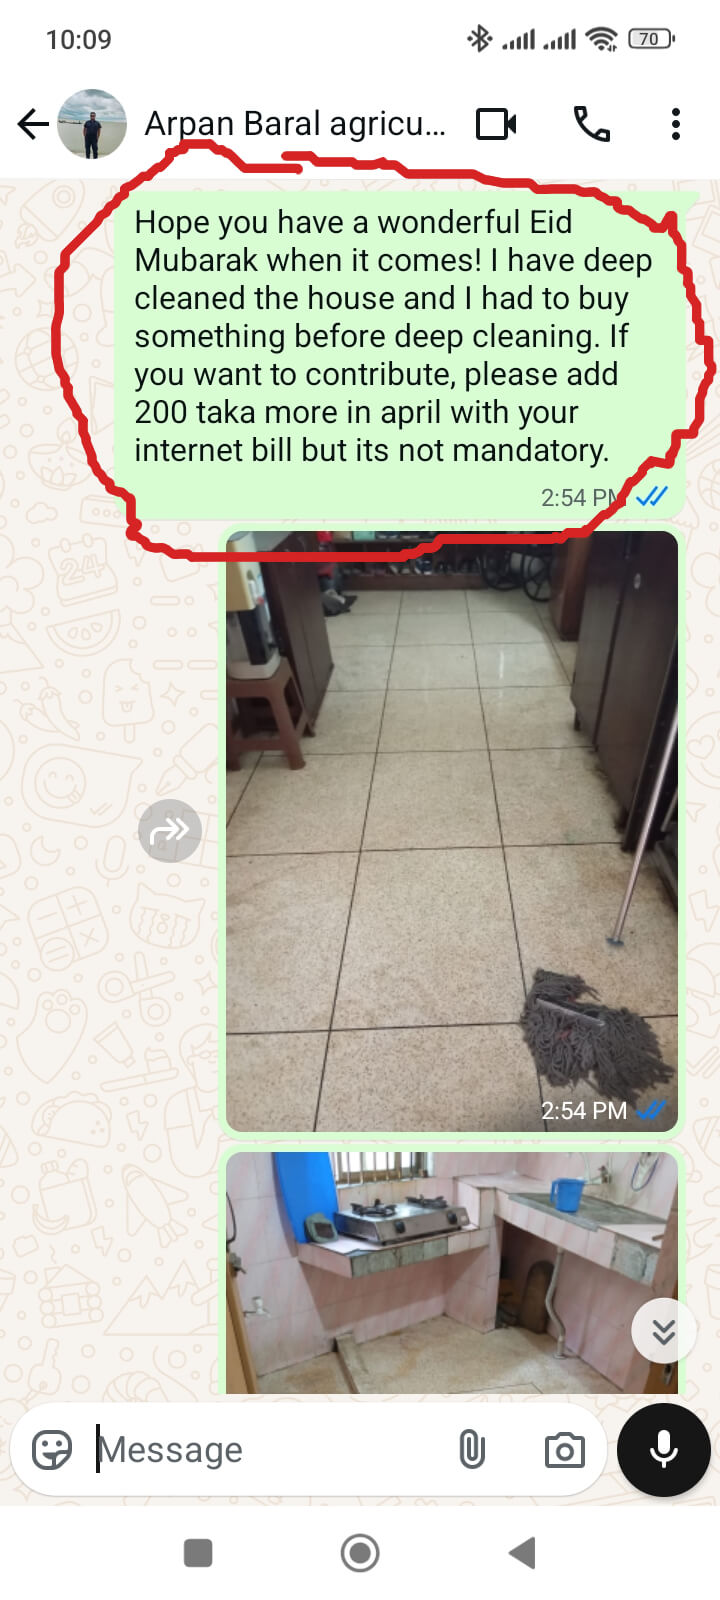 10:09
70
Arpan Baral agricu...
Hope you have a wonderful Eid
Mubarak when it comes! I have deep
cleaned the house and I had to buy
something before deep cleaning. If
you want to contribute, please add
200 taka more in april with your
internet bill but its not mandatory.
2:54 PM
2:54 PM
Message